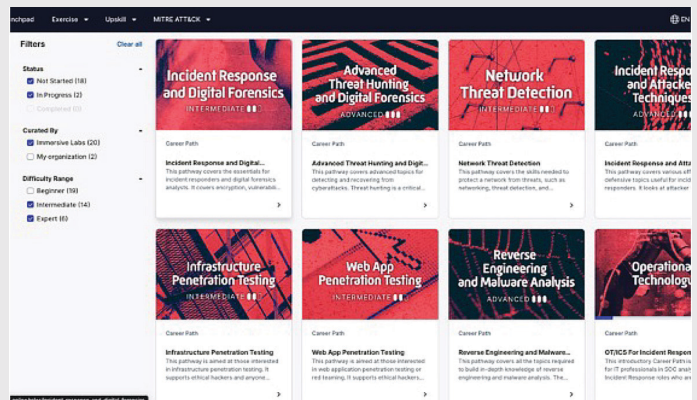 nchpad Exercise Upskill MITRE ATT&CK EN
Filters Clear all
Status
Not Started (18)
In Progress (2)
Completed (0)
Curated By
Immersive Labs (20)
My organization (2)
Difficulty Range
Beginner (19)
Intermediate (14)
Expert (6)
Incident Response
and Digital Forensics
INTERMEDIATE
Career Path
Incident Response and Digital...
This pathway covers the essentials for
incident responders and digital forensics
analysis. It covers encryption, vulnerabili...
Advanced
Threat Hunting
and Digital Forensics
ADVANCED
Career Path
Advanced Threat Hunting and Digit...
This pathway covers advanced topics for
detecting and recovering from
cyberattacks. Threat hunting is a critical...
Network
Threat Detection
INTERMEDIATE
Career Path
Network Threat Detection
This pathway covers the skills needed to
protect a network from threats, such as
networking, threat detection, and...
Incident Respo
and Attacke
Technique
ADVANCED
Career Path
Incident Response and Atta
This pathway covers various off
defensive topics useful for incid
responders. It looks at attacker
Infrastructure
Penetration Testing
INTERMEDIATE
Career Path
Infrastructure Penetration Testing
This pathway is aimed at those interested
in infrastructure penetration testing. It
supports ethical hackers and anyone...
Web App
Penetration Testing
INTERMEDIATE
Career Path
Web App Penetration Testing
This pathway is aimed at those interested
in web application penetration testing or
red teaming. It supports ethical hackers...
Reverse
Engineering
and Malware Analysis
ADVANCED
Career Path
Reverse Engineering and Malware...
This pathway covers all the topics required
to build in-depth knowledge of reverse
engineering and malware analysis. The...
Operationa
Technology
Career Path
OT/ICS For Incident Respon
This introductory Career Path is
for IT professionals in SOC analy
Incident Response roles who are